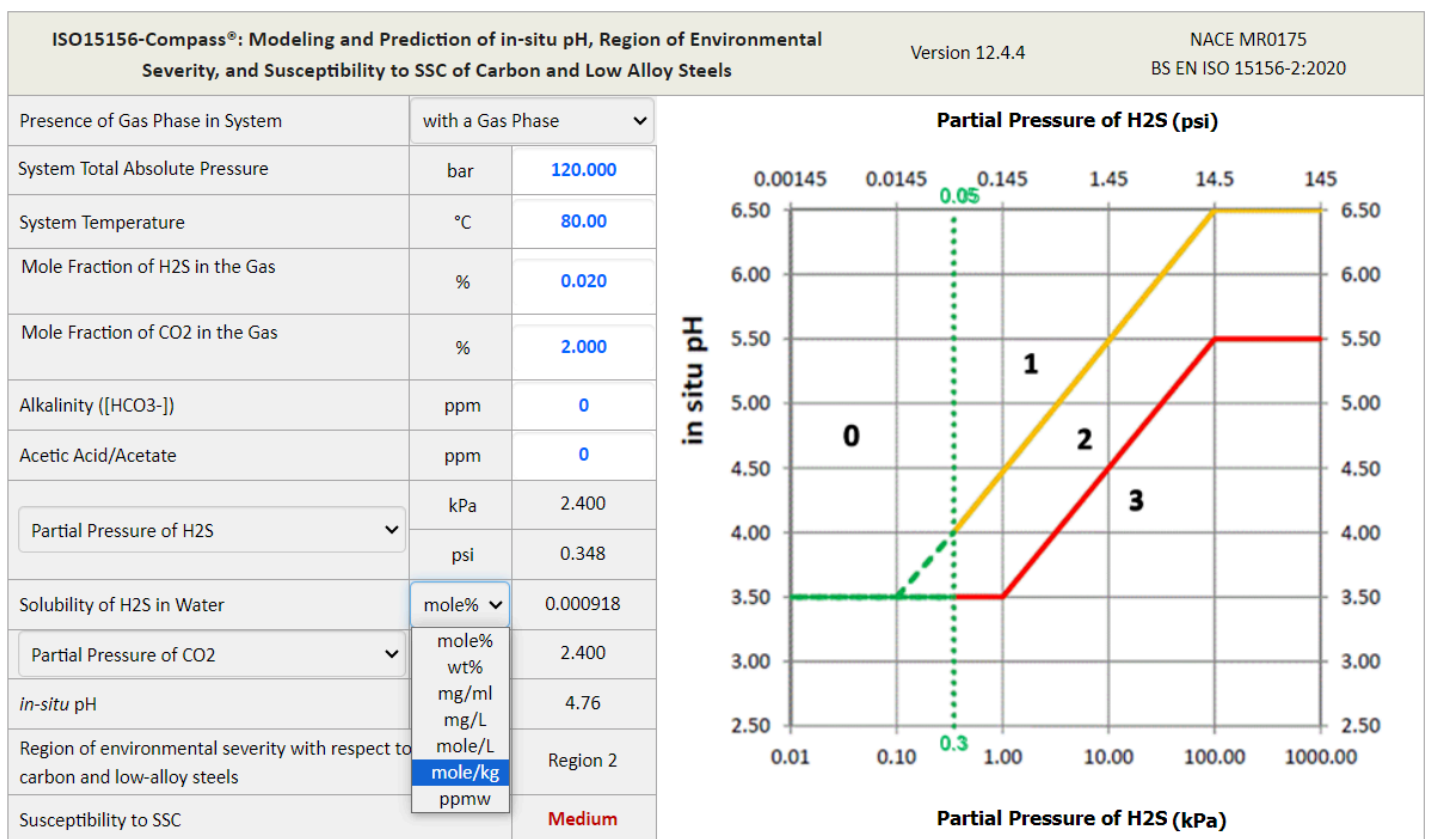 ISO15156-Compass®: Modeling and Prediction of in-situ pH, Region of Environmental
Severity, and Susceptibility to SSC of Carbon and Low Alloy Steels
Version 12.4.4
NACE MR0175
BS EN ISO 15156-2:2020
Presence of Gas Phase in System with a Gas Phase
System Total Absolute Pressure bar 120.000
System Temperature °C 80.00
Mole Fraction of H2S in the Gas % 0.020
Mole Fraction of CO2 in the Gas % 2.000
Alkalinity ([HCO3-]) ppm 0
Acetic Acid/Acetate ppm 0
Partial Pressure of H2S kPa 2.400
psi 0.348
Solubility of H2S in Water mole% 0.000918
mole%
wt%
mg/ml
mg/L
mole/L
mole/kg
ppmw
Partial Pressure of CO2 2.400
in-situ pH 4.76
Region of environmental severity with respect to
carbon and low-alloy steels Region 2
Susceptibility to SSC Medium
Partial Pressure of H2S (psi)
0.00145 0.0145 0.145 1.45 14.5 145
0.05
6.50 6.50
6.00 6.00
5.50 5.50
5.00 5.00
4.50 4.50
4.00 4.00
3.50 3.50
3.00 3.00
2.50 2.50
in situ pH
1
0
2
3
0.3
0.01 0.10 1.00 10.00 100.00 1000.00
Partial Pressure of H2S (kPa)